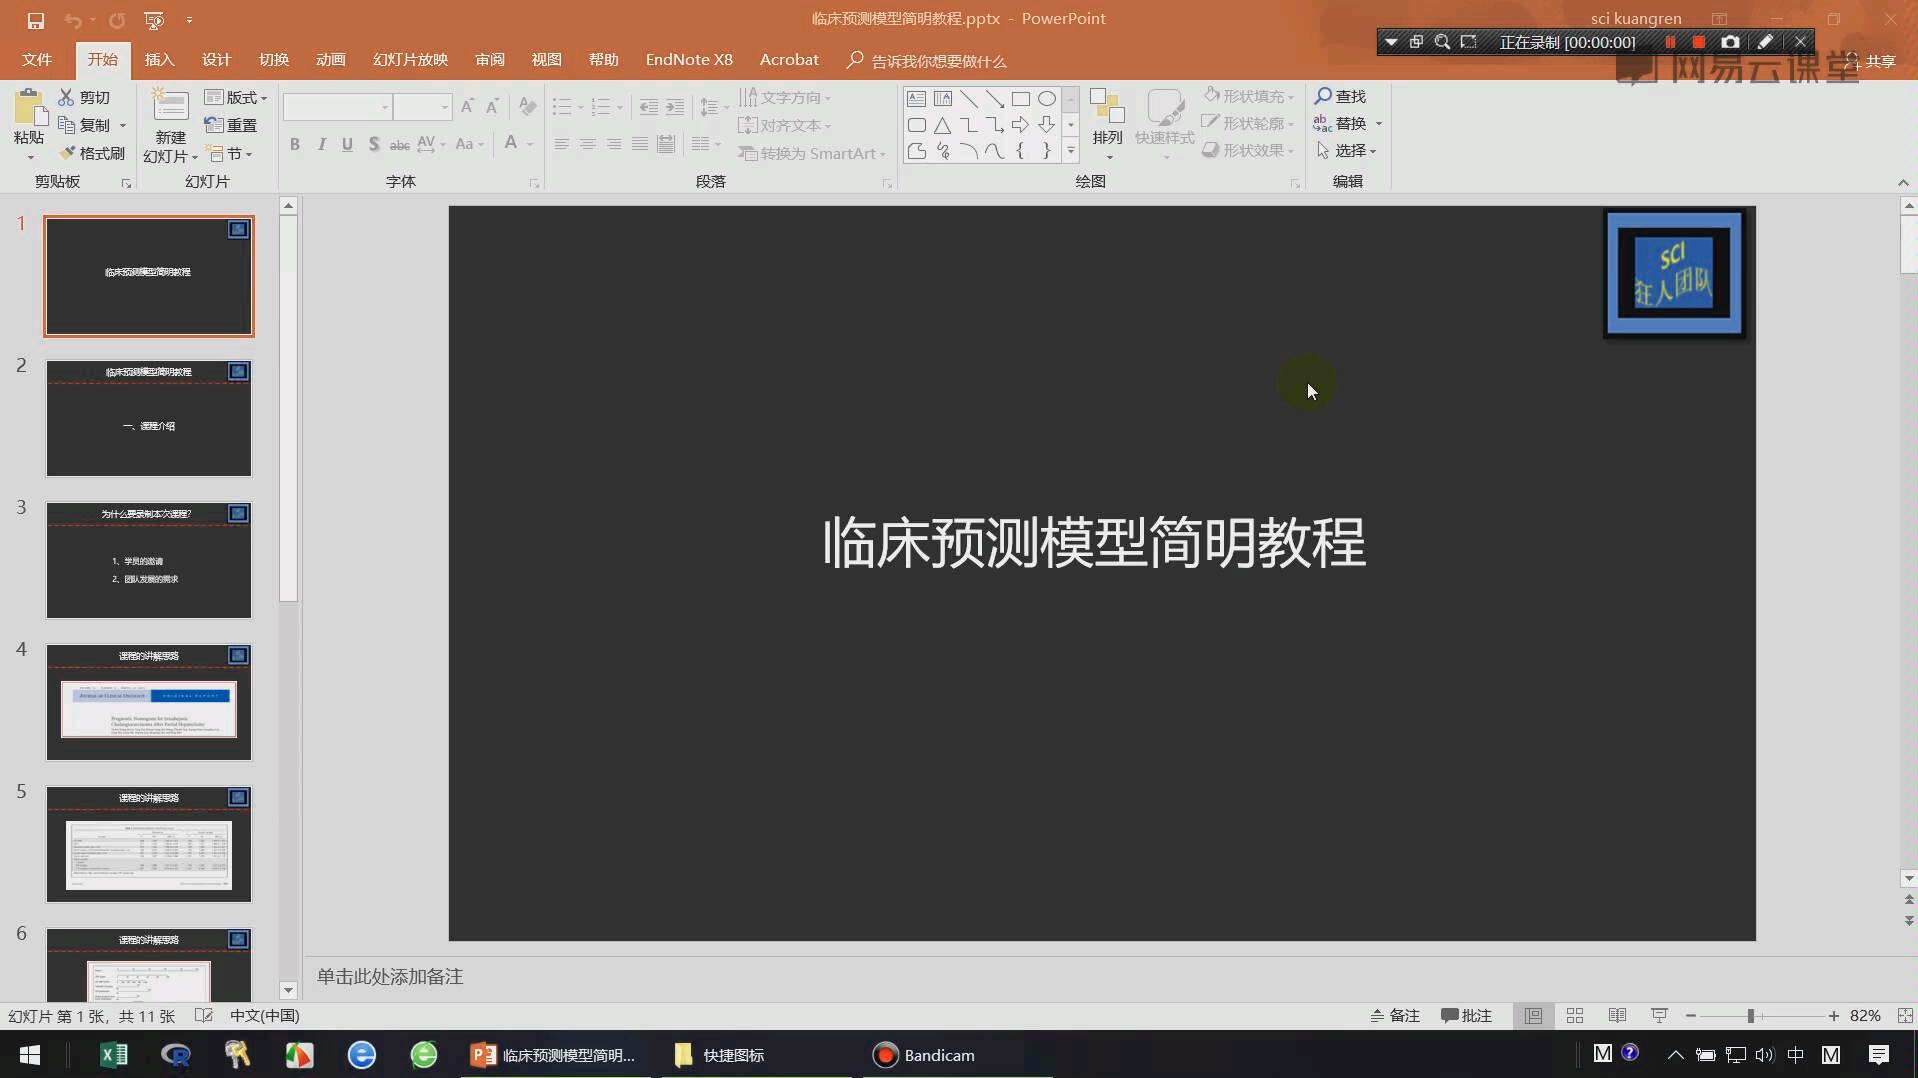 临床预测模型简明教程.pptx - PowerPoint
sci kuangren
正在录制 [00:00:00]
网易云课堂
文件 开始 插入 设计 切换 动画 幻灯片放映 审阅 视图 帮助 EndNote X8 Acrobat 告诉我你想要做什么 共享
粘贴
剪切
复制
格式刷
剪贴板
新建
幻灯片
版式
重置
节
幻灯片
B I U S abc AV Aa A
字体
文字方向
对齐文本
转换为 SmartArt
段落
排列
快速样式
形状填充
形状轮廓
形状效果
绘图
查找
替换
选择
编辑
1
临床预测模型简明教程
2
临床预测模型简明教程
一、课程介绍
3
为什么要录制本次课程?
1、学员的邀请
2、团队发展的需求
4
课程的讲解思路
JOURNAL OF CLINICAL ONCOLOGY ORIGINAL REPORT
Prognostic Nomogram for Intrahepatic
Cholangiocarcinoma After Partial Hepatectomy
5
课程的讲解思路
6
课程的讲解思路
SCI
狂人团队
临床预测模型简明教程
单击此处添加备注
幻灯片 第 1 张，共 11 张 中文(中国) 备注 批注 82%
临床预测模型简明... 快捷图标 Bandicam M 中 M